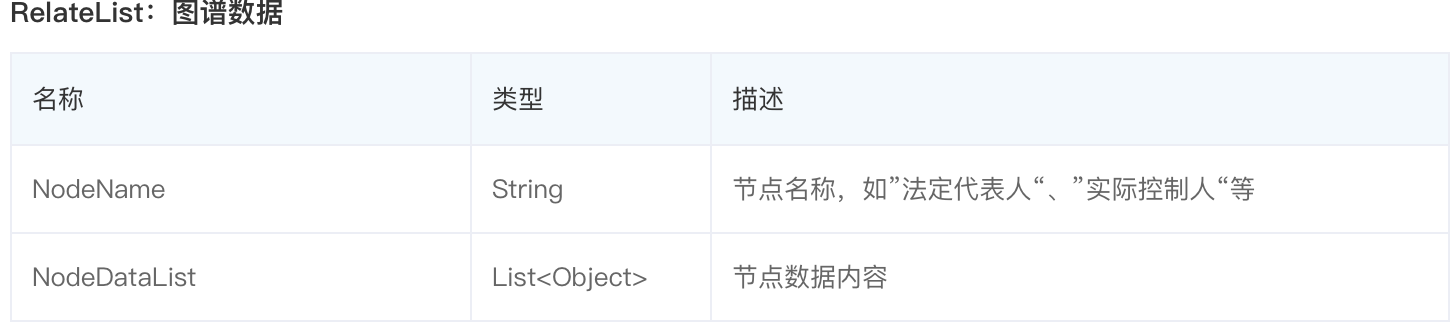 RelateList：图谱数据
名称 类型 描述
NodeName String 节点名称，如”法定代表人“、”实际控制人“等
NodeDataList List<Object> 节点数据内容